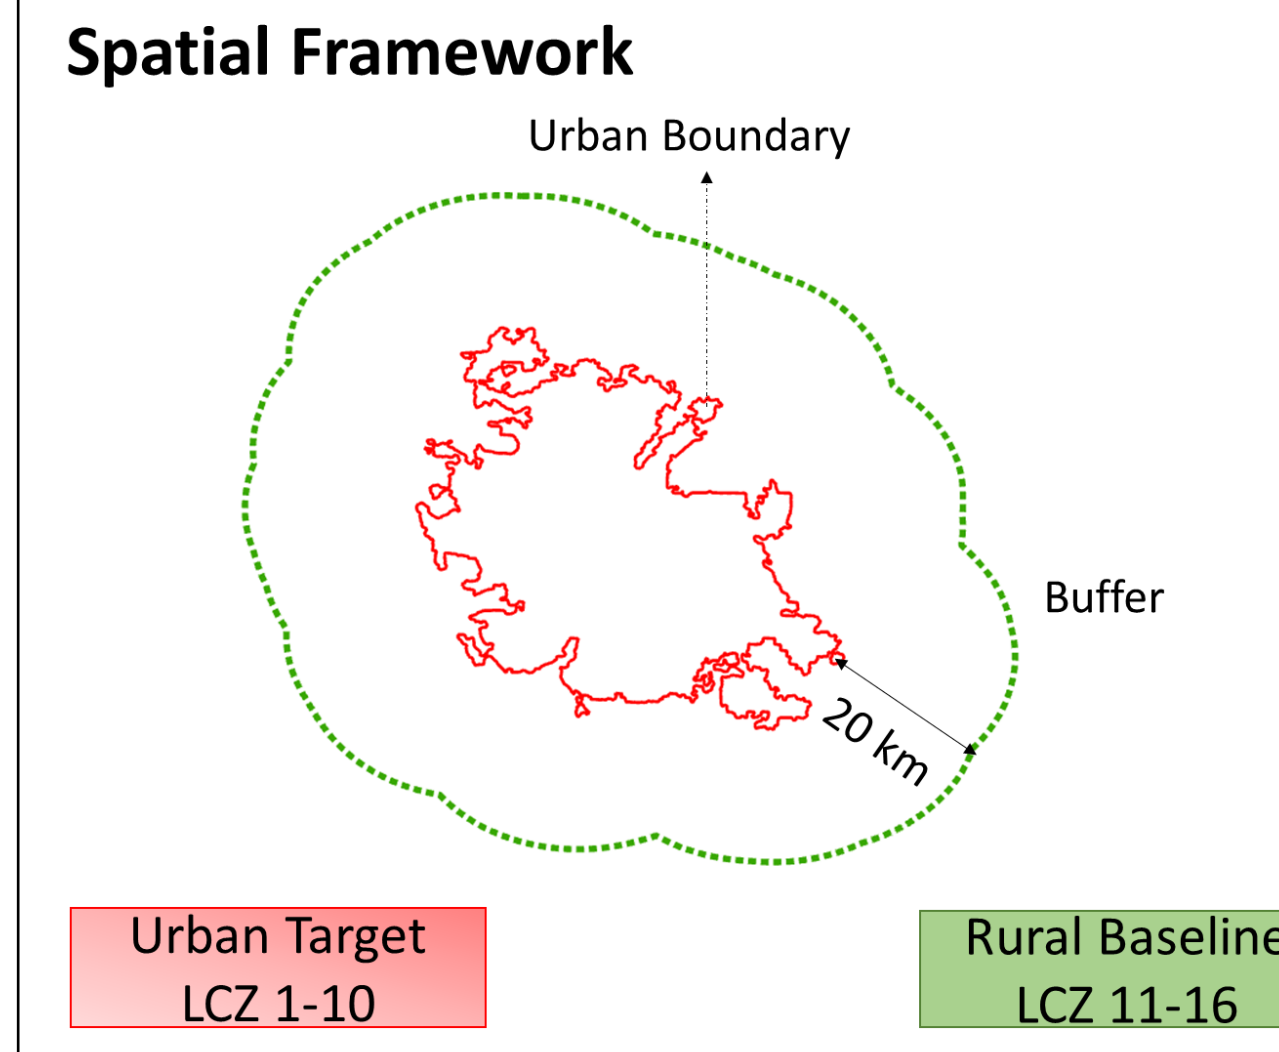 Spatial Framework
Urban Boundary
Buffer
20 km
Urban Target
LCZ 1-10
Rural Baseline
LCZ 11-16